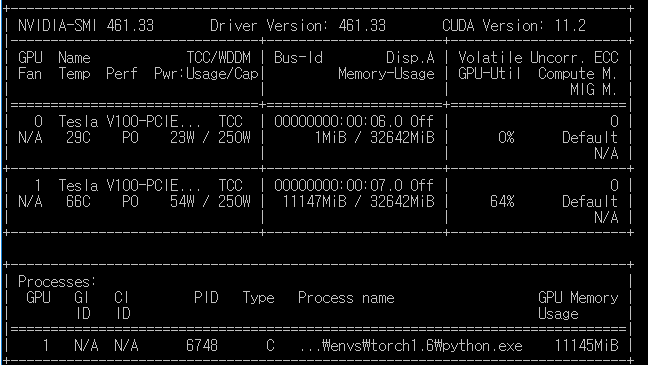 NVIDIA-SMI 461.33 Driver Version: 461.33 CUDA Version: 11.2
GPU Name TCC/WDDM | Bus-Id Disp.A | Volatile Uncorr. ECC
Fan Temp Perf Pwr:Usage/Cap | Memory-Usage | GPU-Util Compute M.
MIG M.
0 Tesla V100-PCIE... TCC | 00000000:00:06.0 Off | 0
N/A 29C P0 23W / 250W | 1MiB / 32642MiB | 0% Default
N/A
1 Tesla V100-PCIE... TCC | 00000000:00:07.0 Off | 0
N/A 66C P0 54W / 250W | 11147MiB / 32642MiB | 64% Default
N/A
Processes:
GPU GI CI PID Type Process name GPU Memory
ID ID Usage
1 N/A N/A 6748 C ...₩envs₩torch1.6₩python.exe 11145MiB